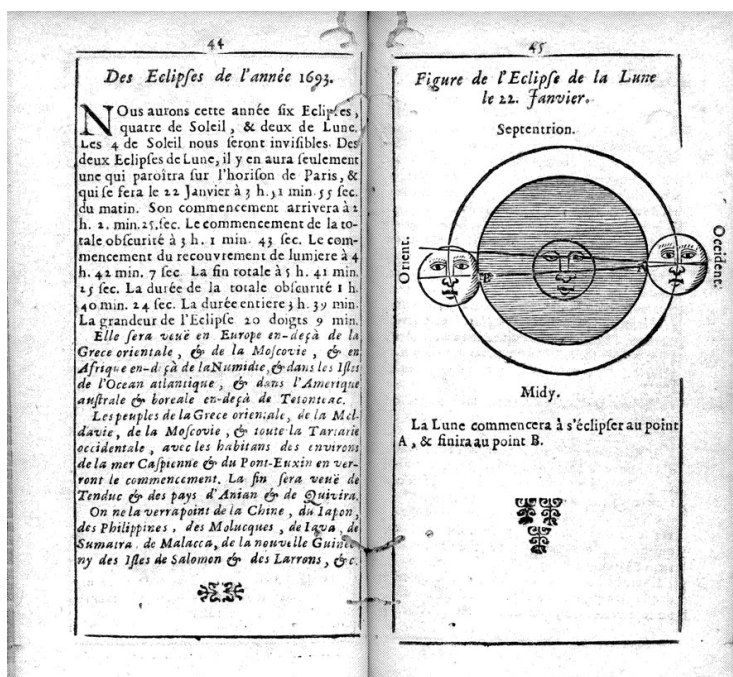 44
Des Eclipſes de l'année 1693.
NOus aurons cette année ſix Eclipſes,
quatre de Soleil, & deux de Lune.
Les 4 de Soleil nous ſeront inviſibles. Des
deux Eclipſes de Lune, il y en aura ſeulement
une qui paroîtra ſur l'horiſon de Paris, &
qui ſe fera le 22 Janvier à 3 h. 31 min. 55 ſec.
du matin. Son commencement arrivera à 2
h. 2. min. 25. ſec. Le commencement de la to-
tale obſcurité à 3 h. 1 min. 43 ſec. Le com-
mencement du recouvrement de lumiere à 4
h. 42 min. 7 ſec. La fin totale à 5 h. 41 min.
25 ſec. La durée de la totale obſcurité 1 h.
40 min. 24 ſec. La durée entiere 3 h. 39 min.
La grandeur de l'Eclipſe 20 doigts 9 min.
Elle ſera veuë en Europe en-deçà de la
Grece orientale, & de la Moſcovie, & en
Afrique en-deçà de la Numidie, & dans les Iſles
de l'Ocean atlantique, & dans l'Amerique
auſtrale & boreale en-deçà de Tetonteac.
Les peuples de la Grece orientale, de la Mol-
davie, de la Moſcovie, & toute la Tartarie
occidentale, avec les habitans des environs
de la mer Caſpienne & du Pont-Euxin en ver-
ront le commencement. La fin ſera veuë de
Tenduc & des pays d'Anian & de Quivira.
On ne la verra point de la Chine, du Iapon,
des Philippines, des Molucques, de Iava, de
Sumatra, de Malacca, de la nouvelle Guinée
ny des Iſles de Salomon & des Larrons, &c.
45
Figure de l'Eclipſe de la Lune
le 22. Janvier.
Septentrion.
Orient.
B
A
Occident.
Midy.
La Lune commencera à s'éclipſer au point
A, & finira au point B.